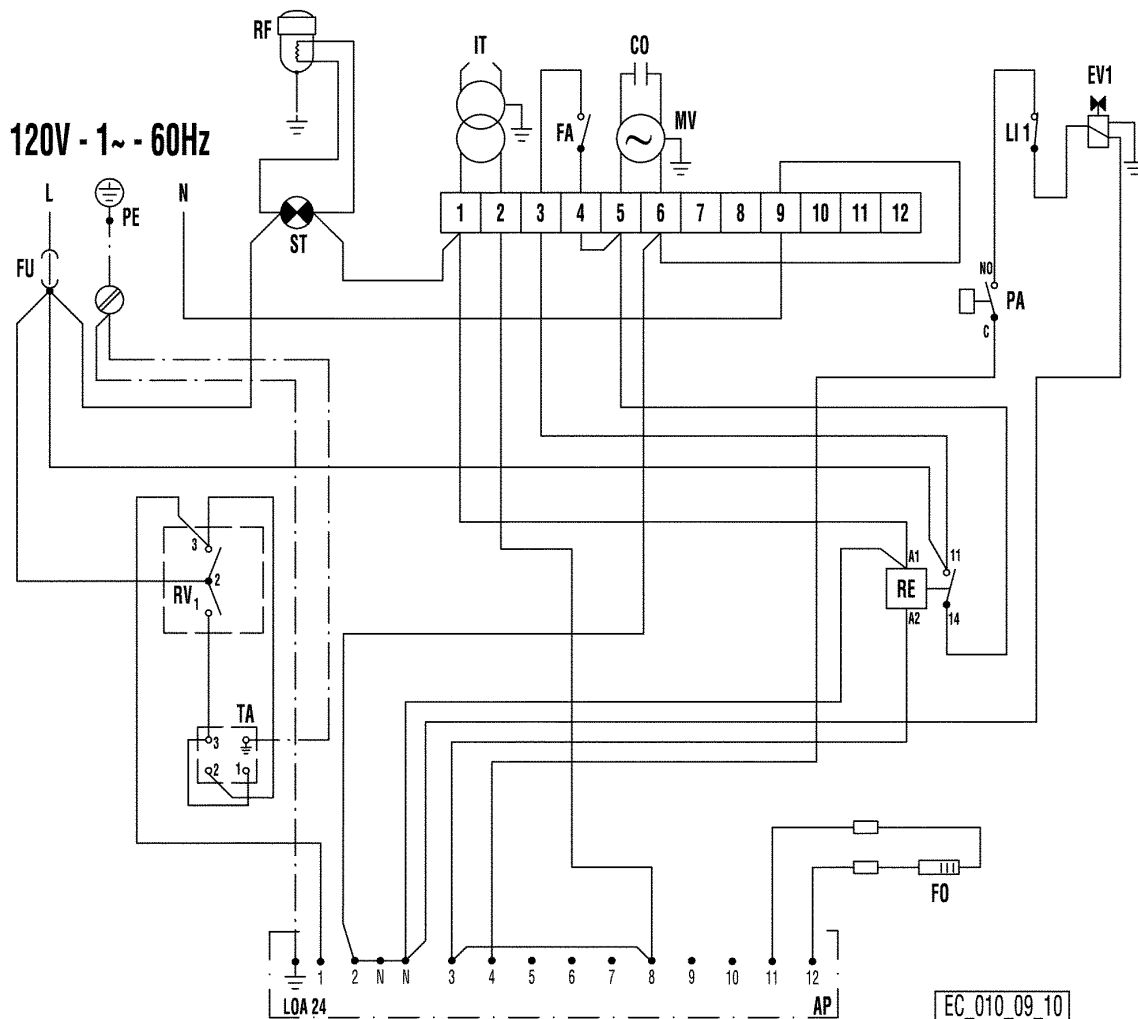 RF
IT
CO
EV1
120V - 1~ - 60Hz
FA
MV
LI 1
L
PE
N
1 2 3 4 5 6 7 8 9 10 11 12
ST
FU
NO
PA
C
3
2
RV
1
A1
11
RE
A2
14
TA
3
2
1
FO
1 2 N N 3 4 5 6 7 8 9 10 11 12
LOA 24
AP
EC_010_09_10